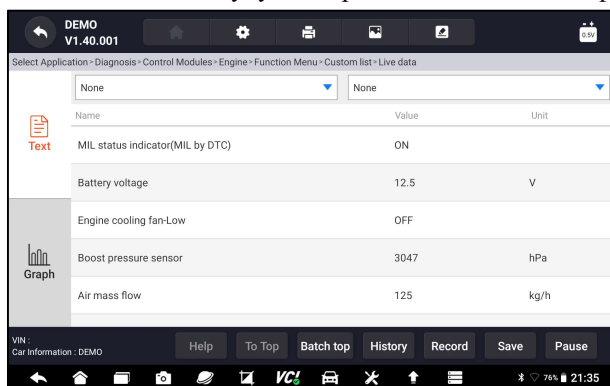 DEMO
V1.40.001
0.5V
Select Application > Diagnosis > Control Modules > Engine > Function Menu > Custom list > Live data
None None
Name Value Unit
Text
MIL status indicator(MIL by DTC) ON
Battery voltage 12.5 V
Engine cooling fan-Low OFF
Graph
Boost pressure sensor 3047 hPa
Air mass flow 125 kg/h
VIN :
Car Information : DEMO
Help To Top Batch top History Record Save Pause
VCI 76% 21:35